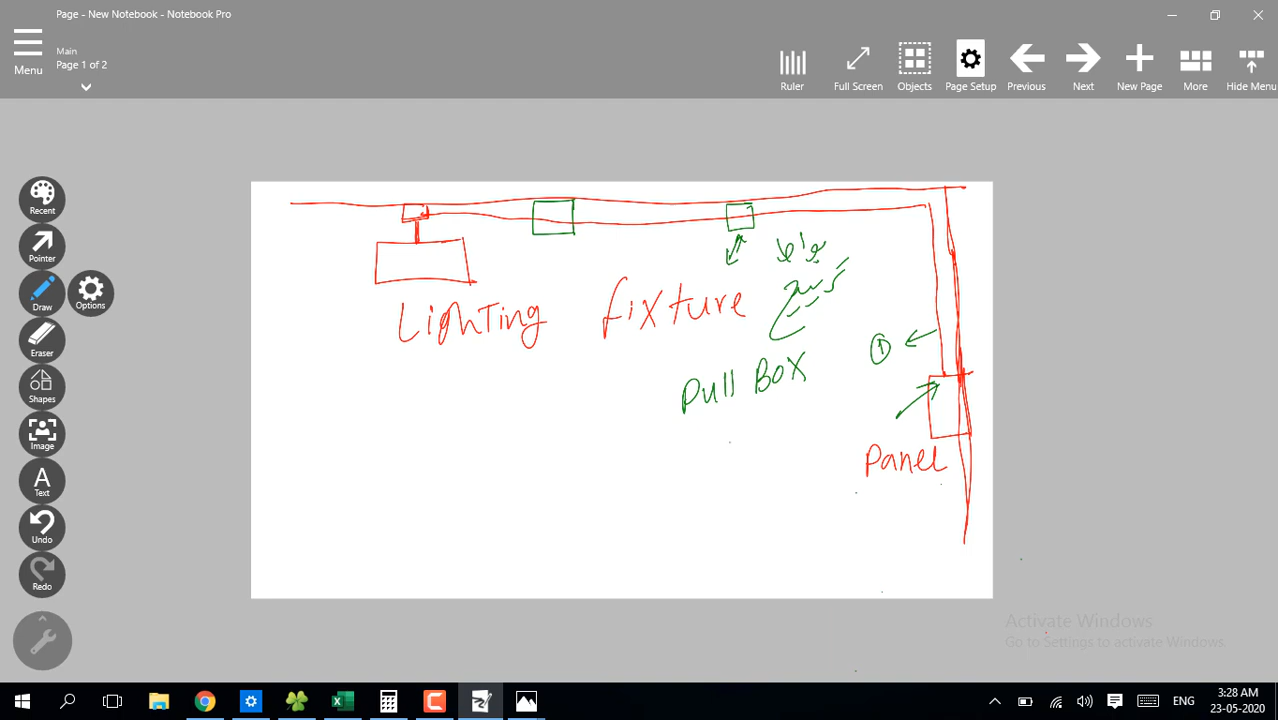 Page - New Notebook - Notebook Pro
Menu
Main
Page 1 of 2
Ruler
Full Screen
Objects
Page Setup
Previous
Next
New Page
More
Hide Menu
Recent
Pointer
Draw
Options
Eraser
Shapes
Image
Text
Undo
Redo
Lighting fixture
Pull BOX
1
Panel
Activate Windows
Go to Settings to activate Windows.
ENG
3:28 AM
23-05-2020